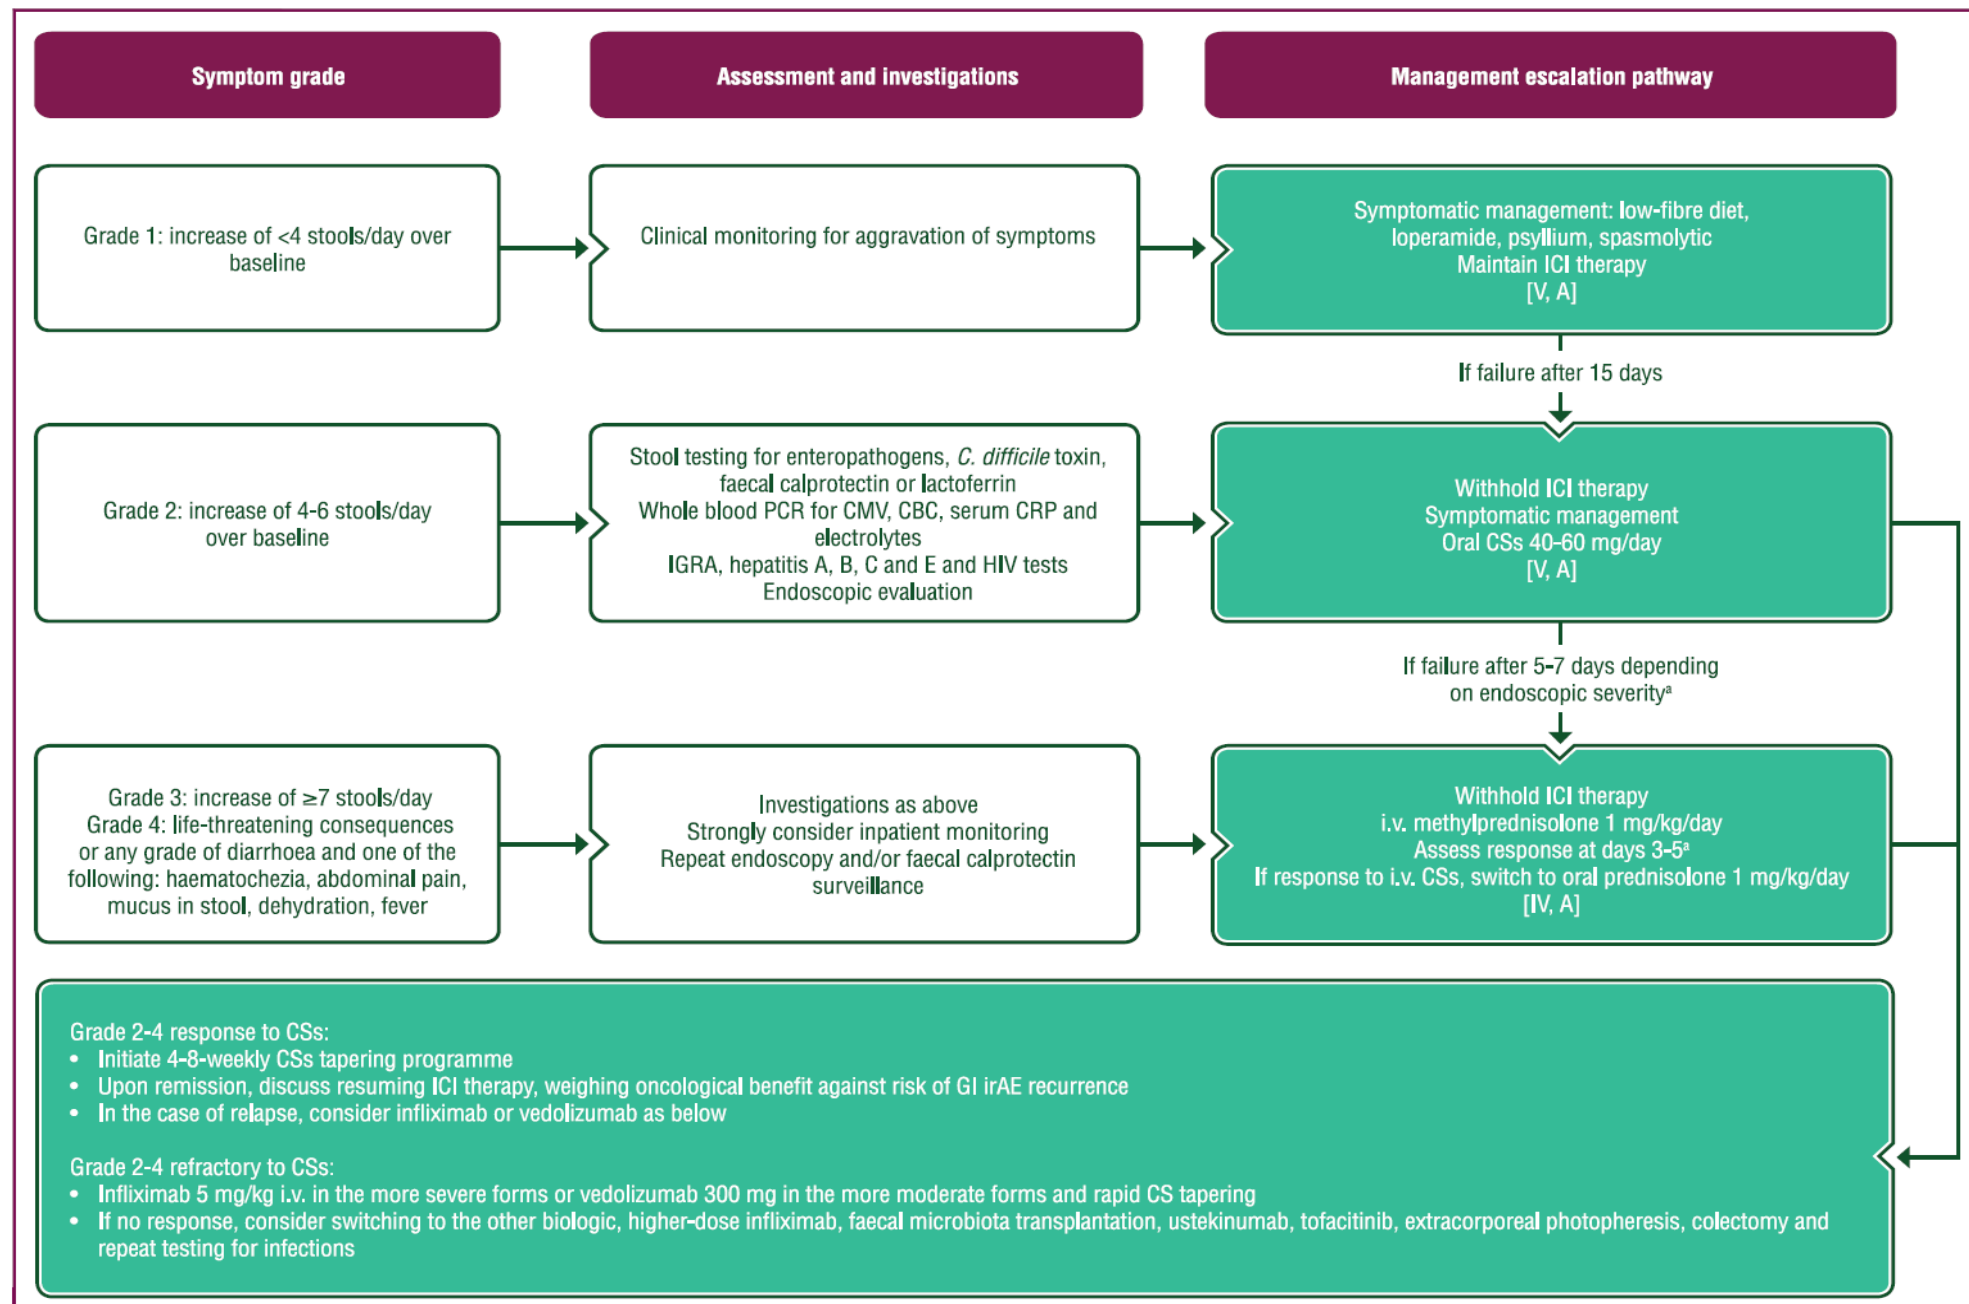 Symptom grade
Assessment and investigations
Management escalation pathway
Grade 1: increase of <4 stools/day over
baseline
Clinical monitoring for aggravation of symptoms
Symptomatic management: low-fibre diet,
loperamide, psyllium, spasmolytic
Maintain ICI therapy
[V, A]
If failure after 15 days
Grade 2: increase of 4-6 stools/day
over baseline
Stool testing for enteropathogens, C. difficile toxin,
faecal calprotectin or lactoferrin
Whole blood PCR for CMV, CBC, serum CRP and
electrolytes
IGRA, hepatitis A, B, C and E and HIV tests
Endoscopic evaluation
Withhold ICI therapy
Symptomatic management
Oral CSs 40-60 mg/day
[V, A]
If failure after 5-7 days depending
on endoscopic severityᵃ
Grade 3: increase of ≥7 stools/day
Grade 4: life-threatening consequences
or any grade of diarrhoea and one of the
following: haematochezia, abdominal pain,
mucus in stool, dehydration, fever
Investigations as above
Strongly consider inpatient monitoring
Repeat endoscopy and/or faecal calprotectin
surveillance
Withhold ICI therapy
i.v. methylprednisolone 1 mg/kg/day
Assess response at days 3-5ᵃ
If response to i.v. CSs, switch to oral prednisolone 1 mg/kg/day
[IV, A]
Grade 2-4 response to CSs:
• Initiate 4-8-weekly CSs tapering programme
• Upon remission, discuss resuming ICI therapy, weighing oncological benefit against risk of GI irAE recurrence
• In the case of relapse, consider infliximab or vedolizumab as below
Grade 2-4 refractory to CSs:
• Infliximab 5 mg/kg i.v. in the more severe forms or vedolizumab 300 mg in the more moderate forms and rapid CS tapering
• If no response, consider switching to the other biologic, higher-dose infliximab, faecal microbiota transplantation, ustekinumab, tofacitinib, extracorporeal photopheresis, colectomy and
repeat testing for infections